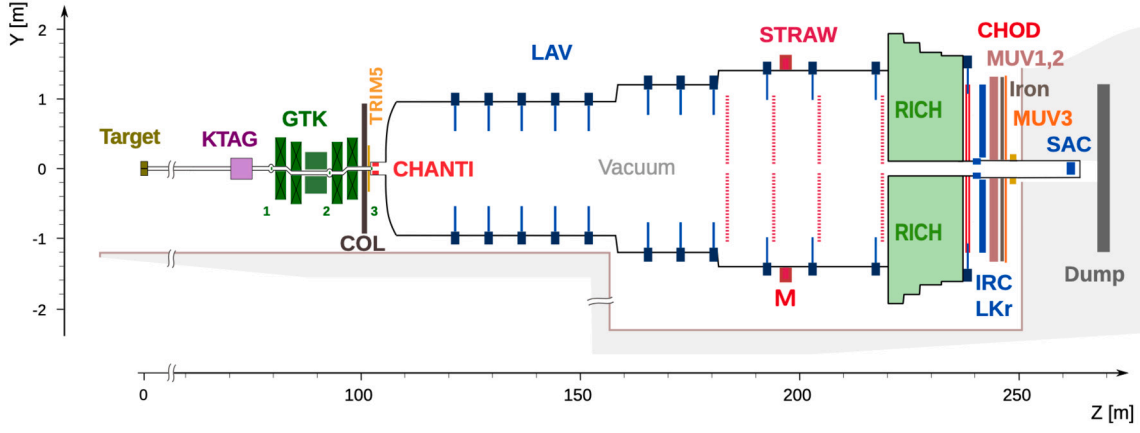 Y [m]
2
1
0
-1
-2
Target
KTAG
GTK
1
2
3
COL
TRIM5
CHANTI
LAV
Vacuum
STRAW
M
RICH
RICH
CHOD
MUV1,2
Iron
MUV3
SAC
IRC
LKr
Dump
0
100
150
200
250
Z [m]